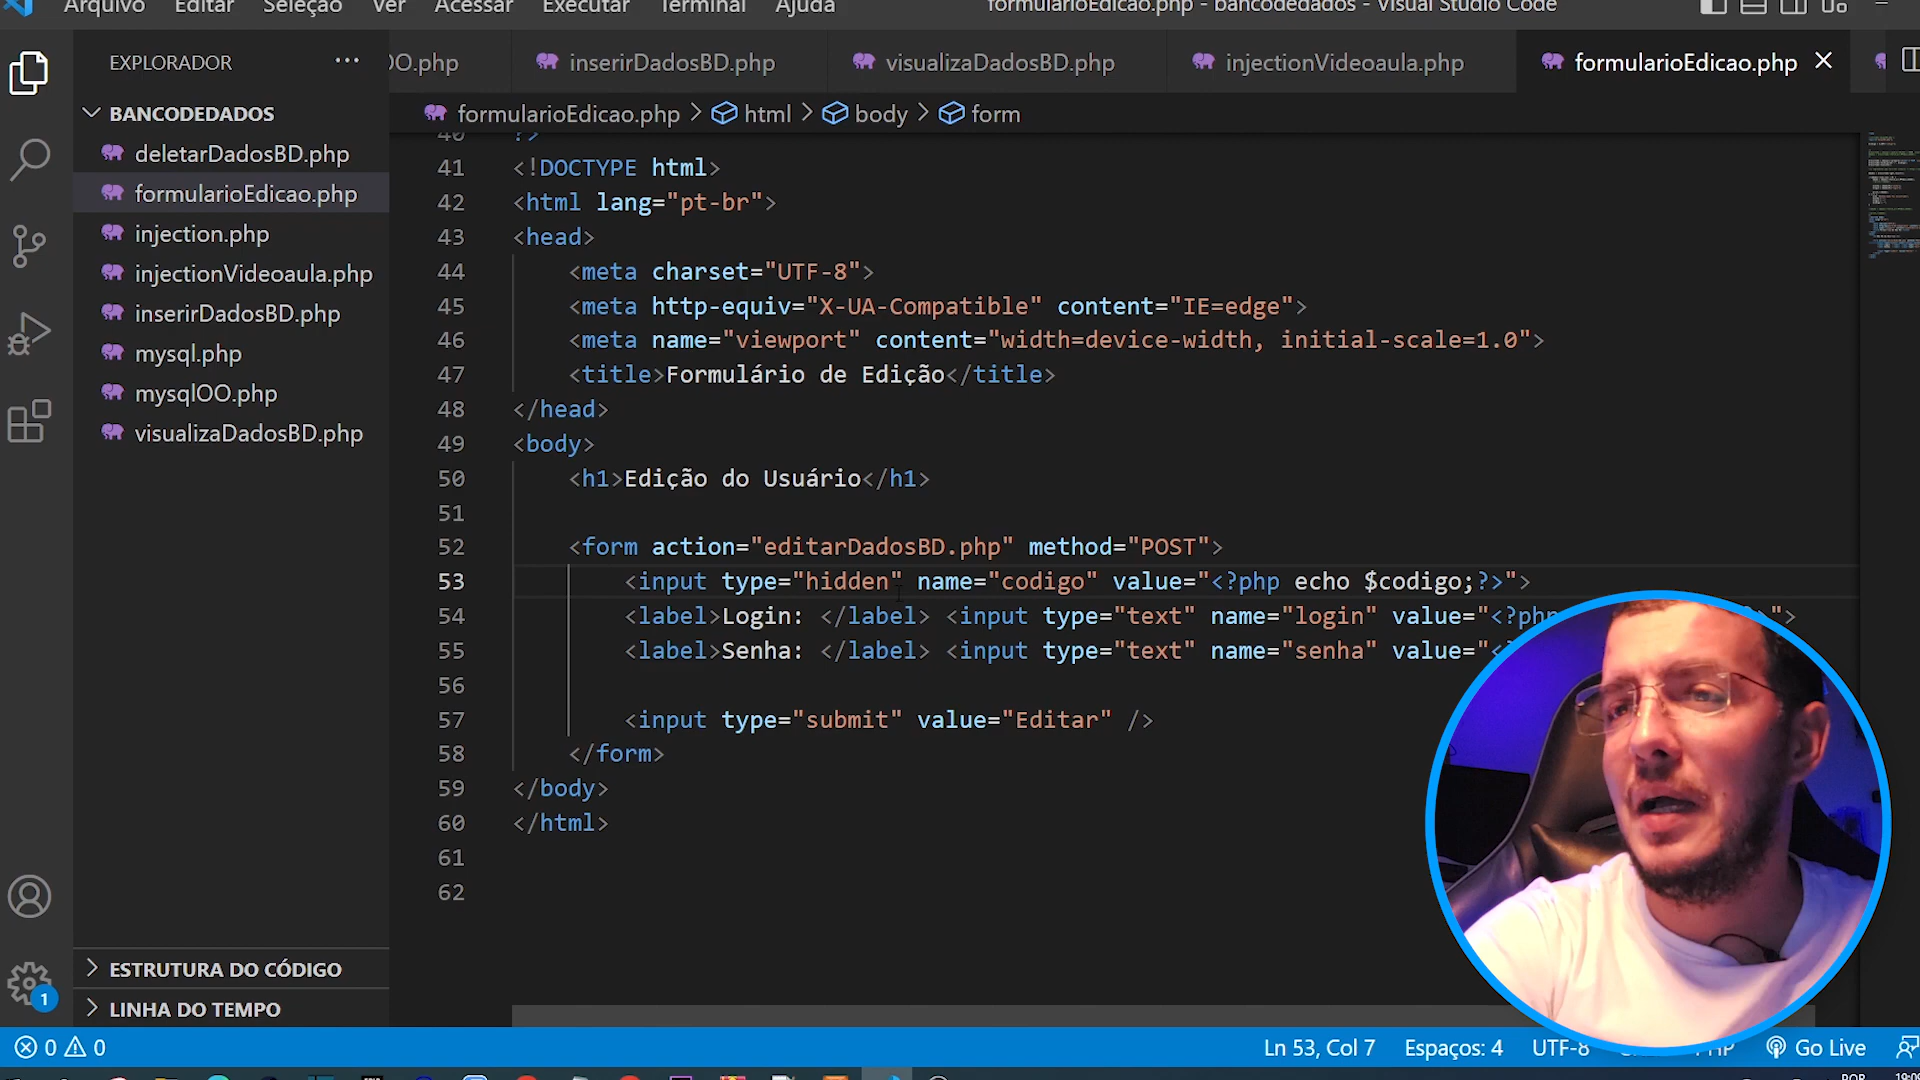 Arquivo Editar Seleção Ver Acessar Executar Terminal Ajuda formularioEdicao.php - bancodedados - Visual Studio Code
EXPLORADOR ... OO.php inserirDadosBD.php visualizaDadosBD.php injectionVideoaula.php formularioEdicao.php
BANCODEDADOS
deletarDadosBD.php
formularioEdicao.php
injection.php
injectionVideoaula.php
inserirDadosBD.php
mysql.php
mysqlOO.php
visualizaDadosBD.php
ESTRUTURA DO CÓDIGO
LINHA DO TEMPO
formularioEdicao.php > html > body > form
40 ?>
41 <!DOCTYPE html>
42 <html lang="pt-br">
43 <head>
44 <meta charset="UTF-8">
45 <meta http-equiv="X-UA-Compatible" content="IE=edge">
46 <meta name="viewport" content="width=device-width, initial-scale=1.0">
47 <title>Formulário de Edição</title>
48 </head>
49 <body>
50 <h1>Edição do Usuário</h1>
51
52 <form action="editarDadosBD.php" method="POST">
53 <input type="hidden" name="codigo" value="<?php echo $codigo;?>">
54 <label>Login: </label> <input type="text" name="login" value="<?php ">
55 <label>Senha: </label> <input type="text" name="senha" value="<
56
57 <input type="submit" value="Editar" />
58 </form>
59 </body>
60 </html>
61
62
1
0 0 Ln 53, Col 7 Espaços: 4 UTF-8 PHP Go Live
POR